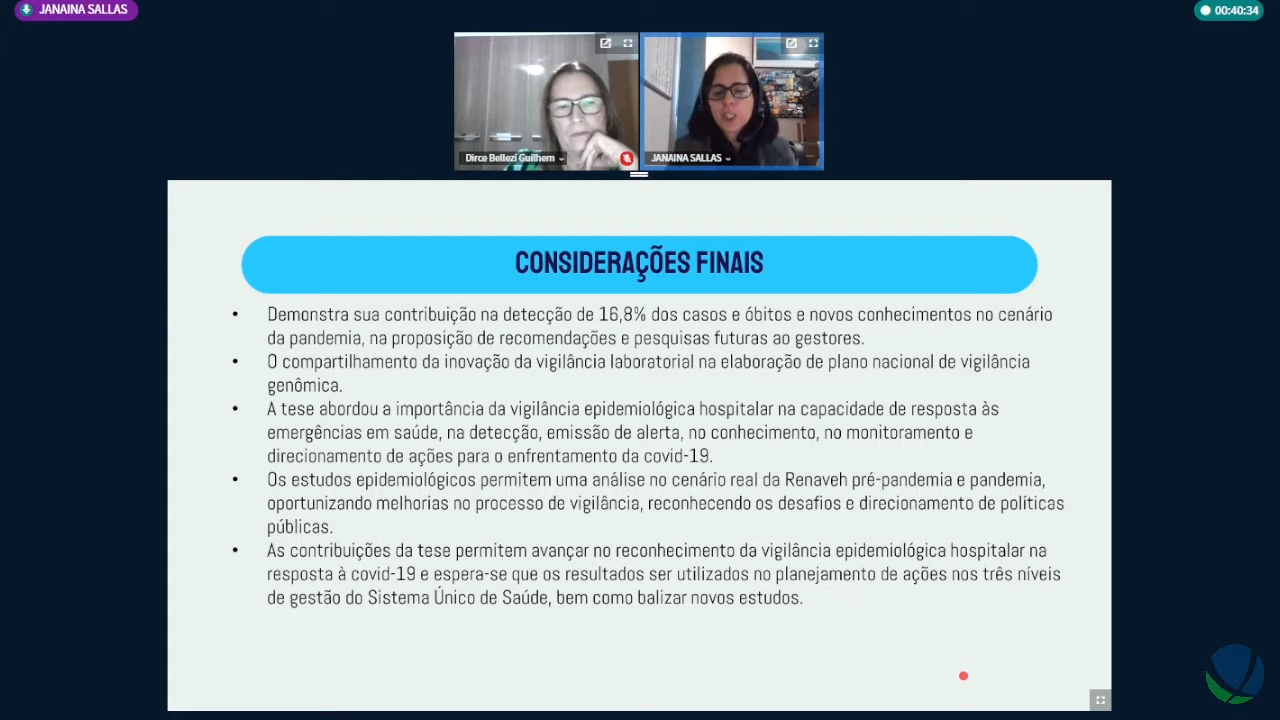 JANAINA SALLAS
00:40:34
Dirce Bellezi Guilhem
JANAINA SALLAS
CONSIDERAÇÕES FINAIS
• Demonstra sua contribuição na detecção de 16,8% dos casos e óbitos e novos conhecimentos no cenário
da pandemia, na proposição de recomendações e pesquisas futuras ao gestores.
• O compartilhamento da inovação da vigilância laboratorial na elaboração de plano nacional de vigilância
genômica.
• A tese abordou a importância da vigilância epidemiológica hospitalar na capacidade de resposta às
emergências em saúde, na detecção, emissão de alerta, no conhecimento, no monitoramento e
direcionamento de ações para o enfrentamento da covid-19.
• Os estudos epidemiológicos permitem uma análise no cenário real da Renaveh pré-pandemia e pandemia,
oportunizando melhorias no processo de vigilância, reconhecendo os desafios e direcionamento de políticas
públicas.
• As contribuições da tese permitem avançar no reconhecimento da vigilância epidemiológica hospitalar na
resposta à covid-19 e espera-se que os resultados ser utilizados no planejamento de ações nos três níveis
de gestão do Sistema Único de Saúde, bem como balizar novos estudos.